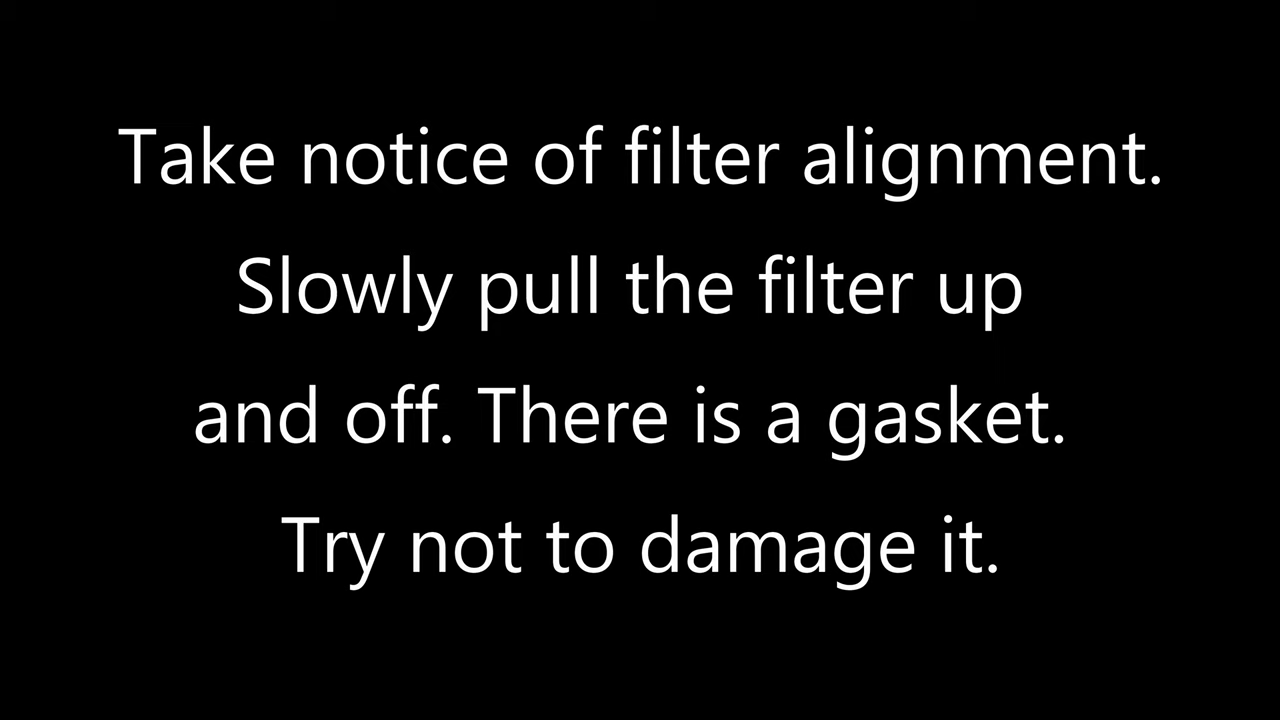 Take notice of filter alignment.
Slowly pull the filter up
and off. There is a gasket.
Try not to damage it.